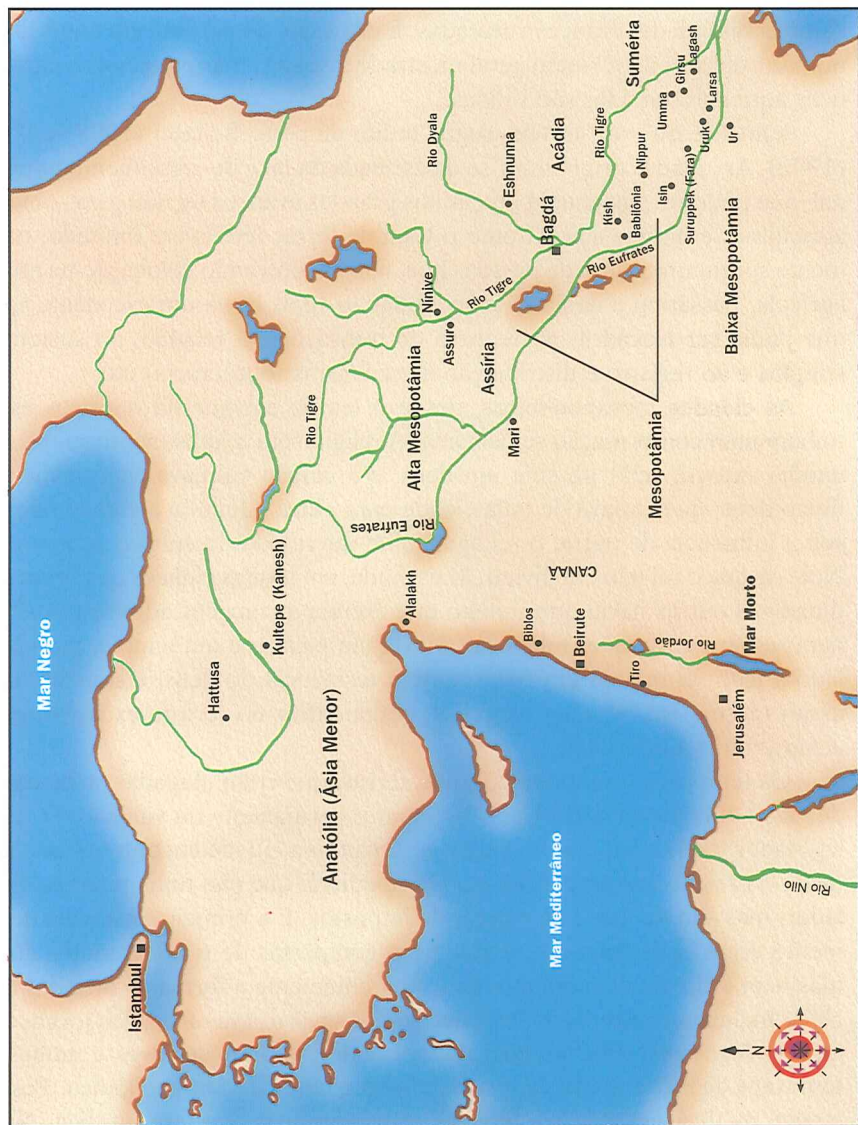 Mar Negro
Istambul
Hattusa
Kultepe (Kanesh)
Anatólia (Ásia Menor)
Rio Eufrates
Rio Tigre
Alta Mesopotâmia
Nínive
Assur
Rio Tigre
Assíria
Mari
Rio Dyala
Eshnunna
Bagdá
Acádia
Rio Tigre
Suméria
Kish
Babilônia
Nippur
Isin
Umma
Girsu
Lagash
Suruppek (Fara)
Uruk
Larsa
Ur
Rio Eufrates
Mesopotâmia
Baixa Mesopotâmia
Alalakh
CANAÃ
Biblos
Beirute
Tiro
Rio Jordão
Mar Morto
Jerusalém
Mar Mediterrâneo
Rio Nilo
N